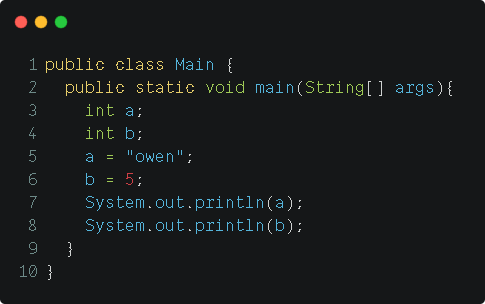 1 public class Main {
2   public static void main(String[] args){
3     int a;
4     int b;
5     a = "owen";
6     b = 5;
7     System.out.println(a);
8     System.out.println(b);
9   }
10 }